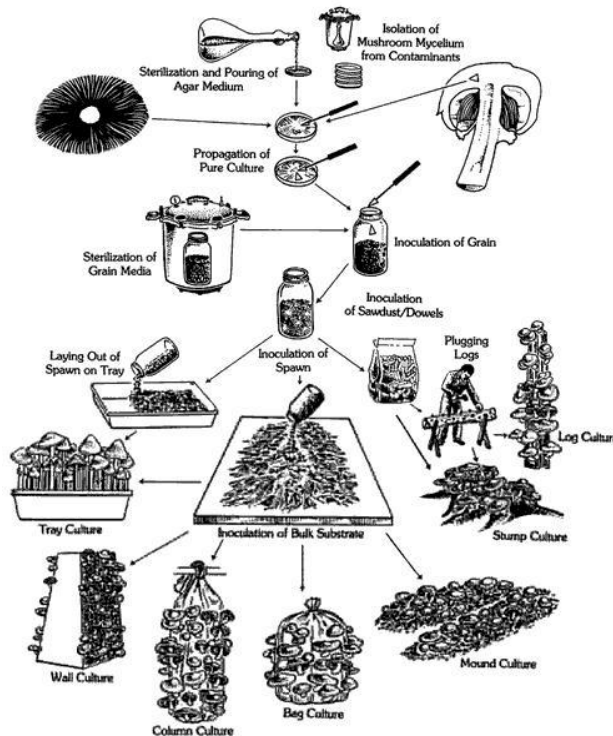 Isolation of
Mushroom Mycelium
from Contaminants
Sterilization and Pouring of
Agar Medium
Propagation of
Pure Culture
Sterilization of
Grain Media
Inoculation of Grain
Inoculation
of Sawdust/Dowels
Laying Out of
Spawn on Tray
Inoculation
of Spawn
Plugging
Logs
Log Culture
Tray Culture
Inoculation of Bulk Substrate
Stump Culture
Wall Culture
Column Culture
Bag Culture
Mound Culture